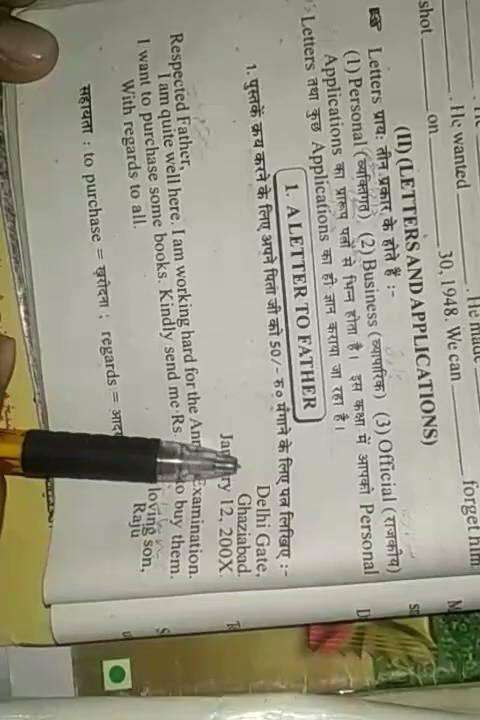 He made
. He wanted
forget him.
shot on 30, 1948. We can
(II) (LETTERS AND APPLICATIONS)
Letters प्रायः तीन प्रकार के होते हैं :-
(1) Personal (व्यक्तिगत) (2) Business (व्यापारिक) (3) Official (राजकीय)
Applications का प्रारूप पत्रों से भिन्न होता है। इस कक्षा में आपको Personal
Letters तथा कुछ Applications का ही ज्ञान कराया जा रहा है।
1. A LETTER TO FATHER
1. पुस्तकें क्रय करने के लिए अपने पिता जी को 50/- रु० मँगाने के लिए पत्र लिखिए :-
Delhi Gate,
Ghaziabad.
12, 200X.
Respected Father,
I am quite well here. I am working hard for the Examination.
I want to purchase some books. Kindly send me Rs. to buy them.
With regards to all.
loving son,
Raju
सहायता : to purchase = ख़रीदना ; regards =